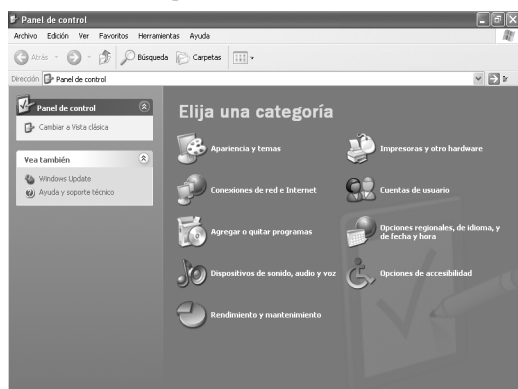 Panel de control
Archivo Edición Ver Favoritos Herramientas Ayuda
Atrás Búsqueda Carpetas
Dirección Panel de control Ir
Panel de control
Cambiar a Vista clásica
Vea también
Windows Update
Ayuda y soporte técnico
Elija una categoría
Apariencia y temas
Impresoras y otro hardware
Conexiones de red e Internet
Cuentas de usuario
Agregar o quitar programas
Opciones regionales, de idioma, y
de fecha y hora
Dispositivos de sonido, audio y voz
Opciones de accesibilidad
Rendimiento y mantenimiento